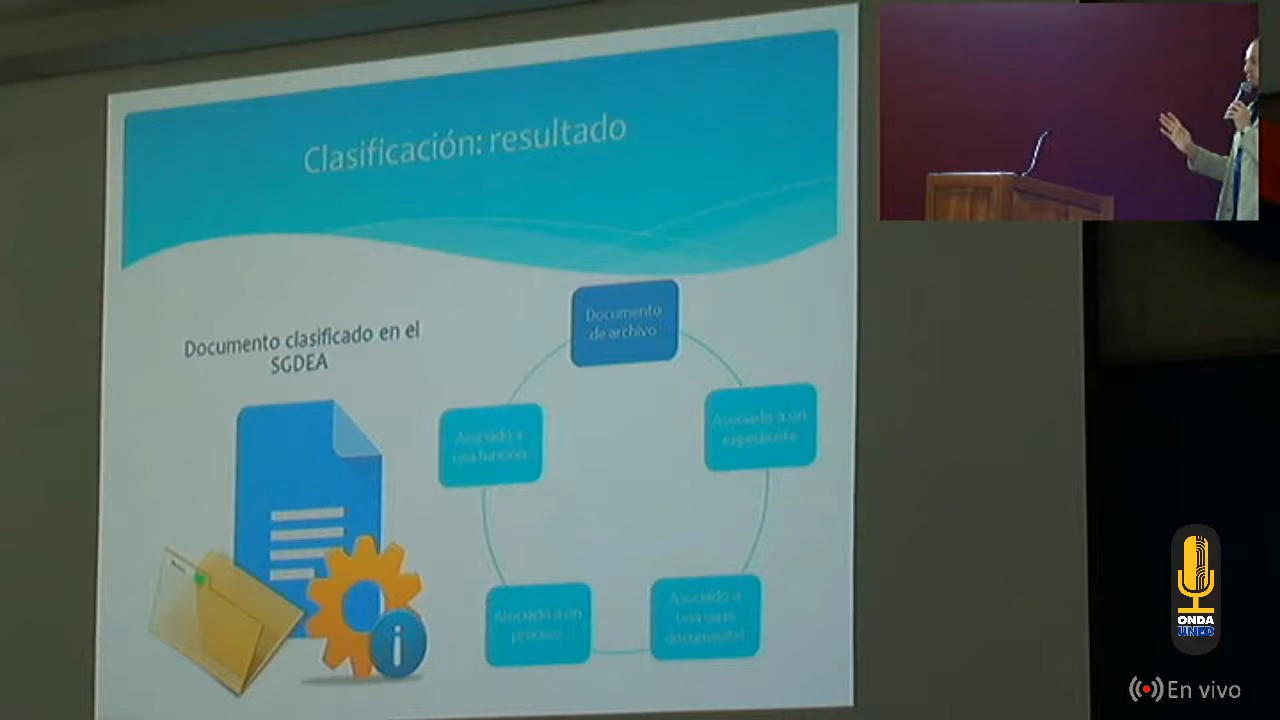 Clasificación: resultado
Documento clasificado en el
SGDEA
Documento
de archivo
Asociado a un
expediente
Asociado a
una serie
documental
Asociado a un
proceso
Asociado a
una función
i
ONDA
UNED
En vivo